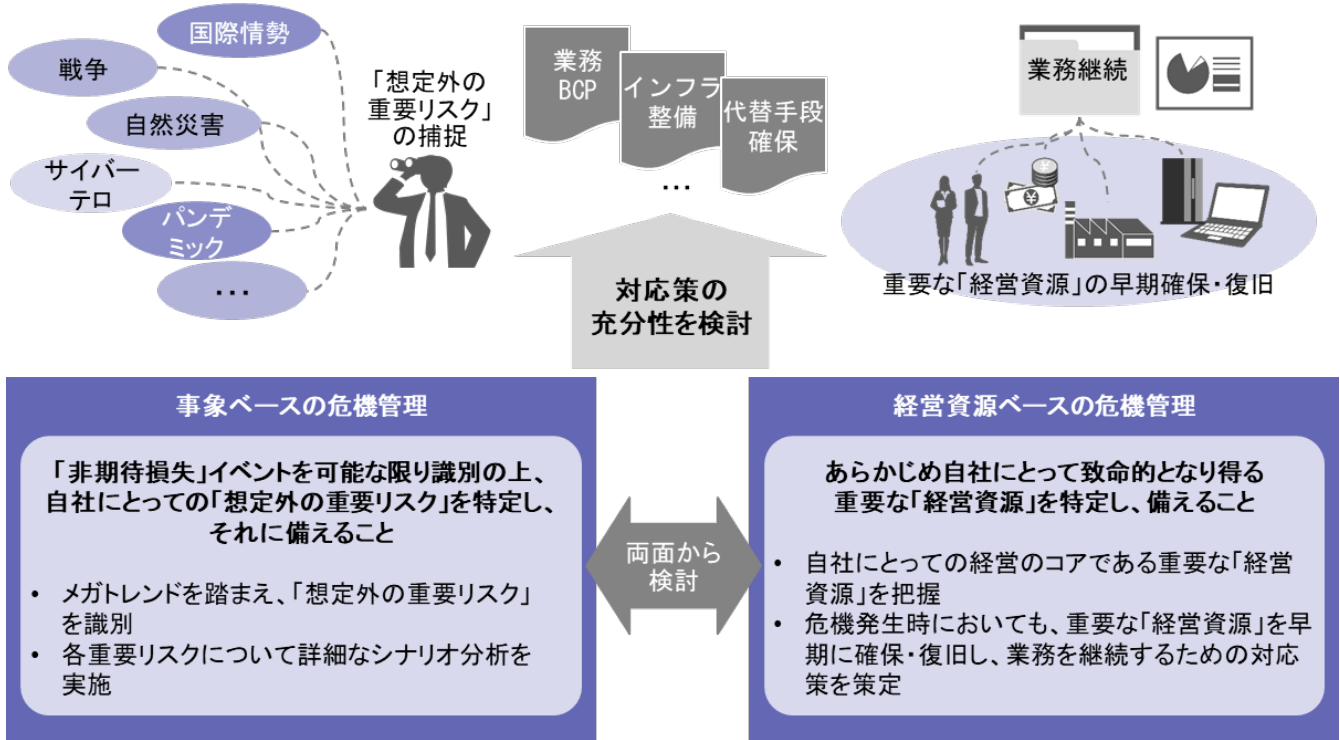 国際情勢
戦争
自然災害
サイバー
テロ
パンデ
ミック
・・・
「想定外の
重要リスク」
の捕捉
業務
BCP
インフラ
整備
代替手段
確保
…
対応策の
充分性を検討
業務継続
¥
¥
重要な「経営資源」の早期確保・復旧
事象ベースの危機管理
「非期待損失」イベントを可能な限り識別の上、
自社にとっての「想定外の重要リスク」を特定し、
それに備えること
• メガトレンドを踏まえ、「想定外の重要リスク」
を識別
• 各重要リスクについて詳細なシナリオ分析を
実施
両面から
検討
経営資源ベースの危機管理
あらかじめ自社にとって致命的となり得る
重要な「経営資源」を特定し、備えること
• 自社にとっての経営のコアである重要な「経営
資源」を把握
• 危機発生時においても、重要な「経営資源」を早
期に確保・復旧し、業務を継続するための対応
策を策定